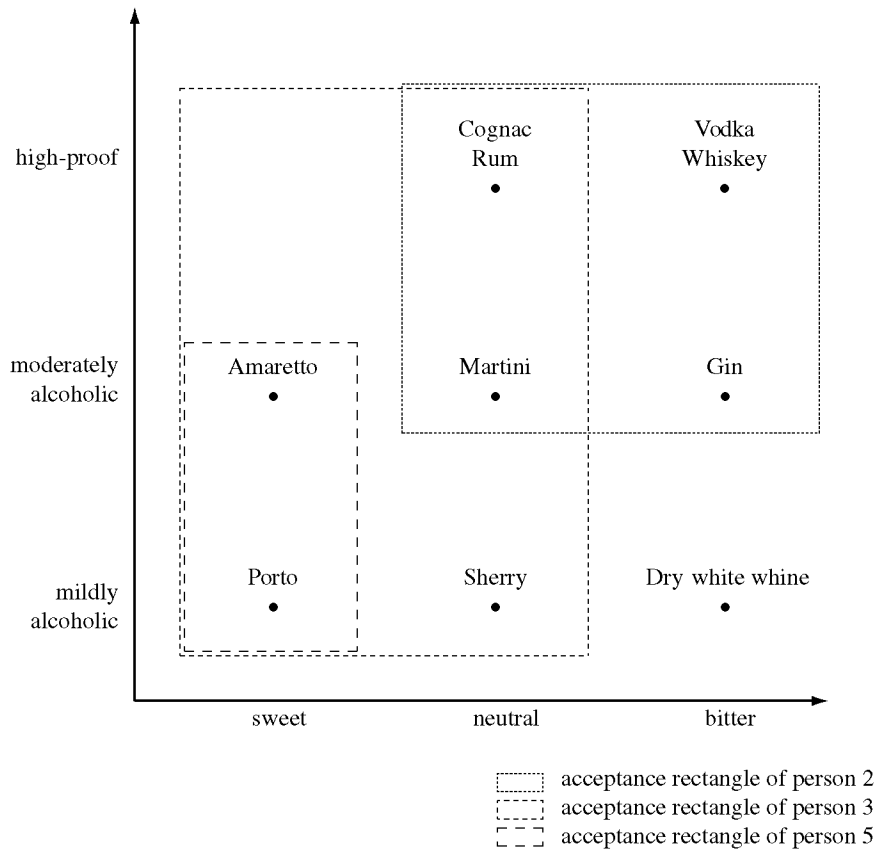 Cognac
Vodka
high-proof
Rum
Whiskey
moderately
alcoholic
Amaretto
Martini
Gin
mildly
alcoholic
Porto
Sherry
Dry white whine
sweet
neutral
bitter
acceptance rectangle of person 2
acceptance rectangle of person 3
acceptance rectangle of person 5